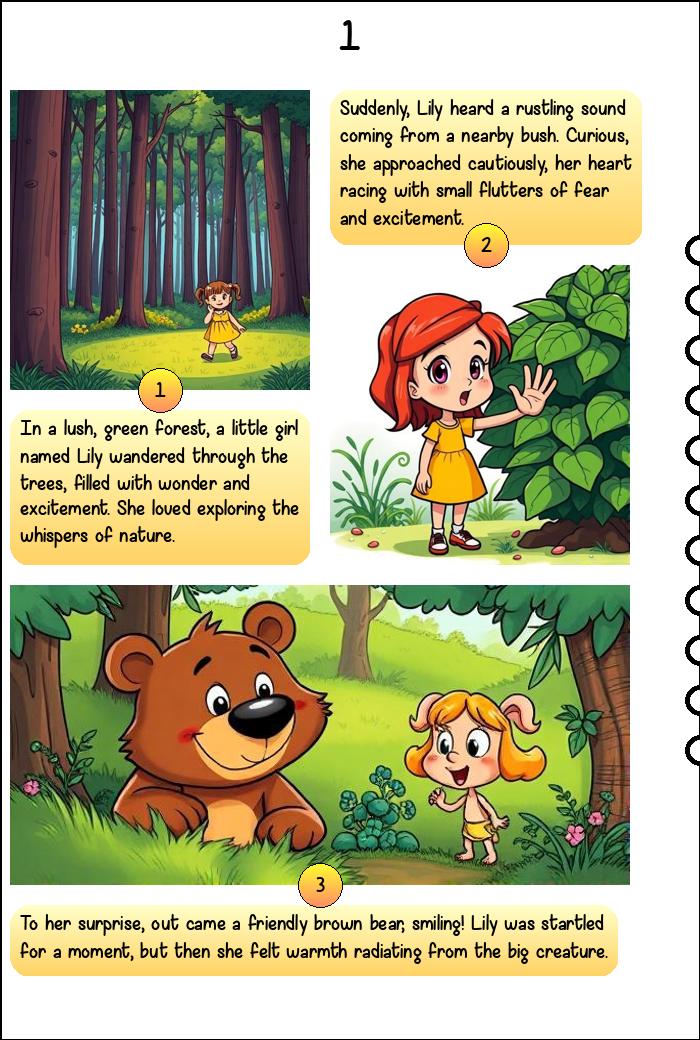 1
1
In a lush, green forest, a little girl
named Lily wandered through the
trees, filled with wonder and
excitement. She loved exploring the
whispers of nature.
Suddenly, Lily heard a rustling sound
coming from a nearby bush. Curious,
she approached cautiously, her heart
racing with small flutters of fear
and excitement.
2
3
To her surprise, out came a friendly brown bear, smiling! Lily was startled
for a moment, but then she felt warmth radiating from the big creature.